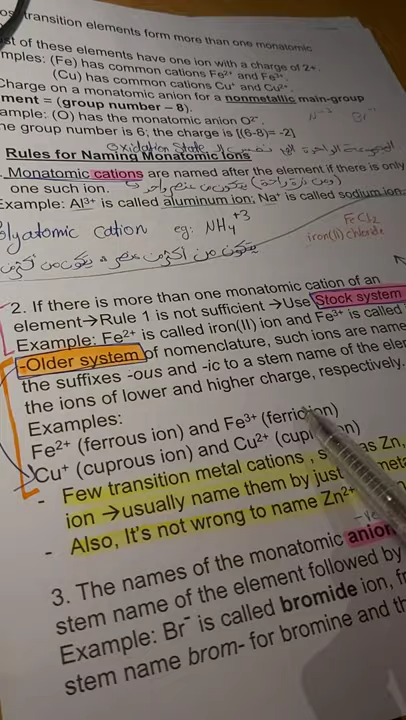 transition elements form more than one monatomic
st of these elements have one ion with a charge of 2+.
mples: (Fe) has common cations Fe²⁺ and Fe³⁺.
(Cu) has common cations Cu⁺ and Cu²⁺.
Charge on a monatomic anion for a nonmetallic main-group
ment = (group number – 8).
ample: (O) has the monatomic anion O²⁻.
he group number is 6; the charge is [(6-8)= -2]
Oxidation State
Rules for Naming Monatomic Ions
Monatomic cations are named after the element if there is only
one such ion.
Example: Al³⁺ is called aluminum ion; Na⁺ is called sodium ion.
lyatomic cation eg: NH₄⁺³
FeCl₂
iron(II) chloride
2. If there is more than one monatomic cation of an
element→Rule 1 is not sufficient →Use Stock system
Example: Fe²⁺ is called iron(II) ion and Fe³⁺ is called
-Older system of nomenclature, such ions are name
the suffixes -ous and -ic to a stem name of the eler
the ions of lower and higher charge, respectively.
Examples:
Fe²⁺ (ferrous ion) and Fe³⁺ (ferric ion)
Cu⁺ (cuprous ion) and Cu²⁺ (cup ion)
- Few transition metal cations , s as Zn,
ion →usually name them by just meta
- Also, It's not wrong to name Zn²⁺
3. The names of the monatomic anion
stem name of the element followed by
Example: Br⁻ is called bromide ion, fr
stem name brom- for bromine and th